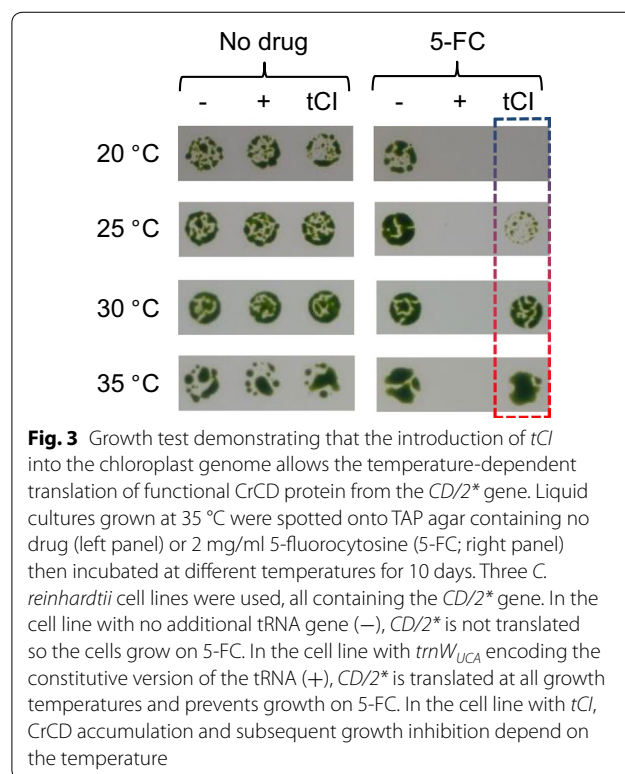 No drug 5-FC
- + tCI - + tCI
20 °C
25 °C
30 °C
35 °C
Fig. 3 Growth test demonstrating that the introduction of tCI
into the chloroplast genome allows the temperature-dependent
translation of functional CrCD protein from the CD/2* gene. Liquid
cultures grown at 35 °C were spotted onto TAP agar containing no
drug (left panel) or 2 mg/ml 5-fluorocytosine (5-FC; right panel)
then incubated at different temperatures for 10 days. Three C.
reinhardtii cell lines were used, all containing the CD/2* gene. In the
cell line with no additional tRNA gene (−), CD/2* is not translated
so the cells grow on 5-FC. In the cell line with trnWUCA encoding the
constitutive version of the tRNA (+), CD/2* is translated at all growth
temperatures and prevents growth on 5-FC. In the cell line with tCI,
CrCD accumulation and subsequent growth inhibition depend on
the temperature